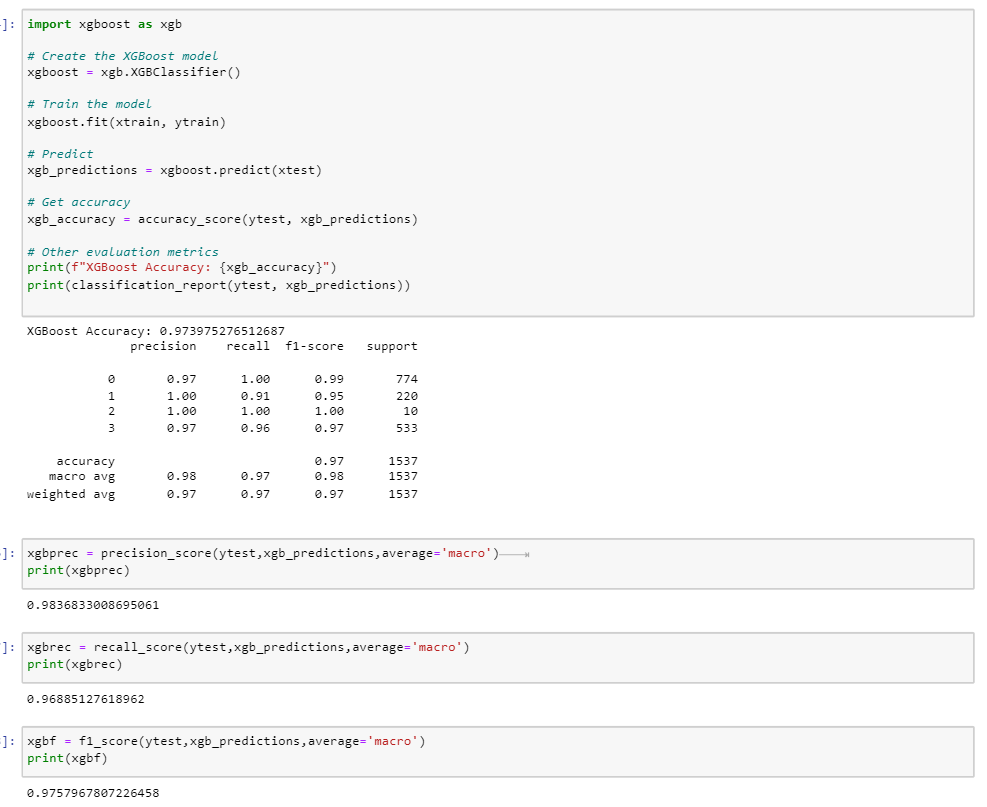 ]: import xgboost as xgb
# Create the XGBoost model
xgboost = xgb.XGBClassifier()
# Train the model
xgboost.fit(xtrain, ytrain)
# Predict
xgb_predictions = xgboost.predict(xtest)
# Get accuracy
xgb_accuracy = accuracy_score(ytest, xgb_predictions)
# Other evaluation metrics
print(f"XGBoost Accuracy: {xgb_accuracy}")
print(classification_report(ytest, xgb_predictions))
XGBoost Accuracy: 0.973975276512687
precision recall f1-score support
0 0.97 1.00 0.99 774
1 1.00 0.91 0.95 220
2 1.00 1.00 1.00 10
3 0.97 0.96 0.97 533
accuracy 0.97 1537
macro avg 0.98 0.97 0.98 1537
weighted avg 0.97 0.97 0.97 1537
]: xgbprec = precision_score(ytest,xgb_predictions,average='macro')
print(xgbprec)
0.9836833008695061
]: xgbrec = recall_score(ytest,xgb_predictions,average='macro')
print(xgbrec)
0.96885127618962
]: xgbf = f1_score(ytest,xgb_predictions,average='macro')
print(xgbf)
0.9757967807226458